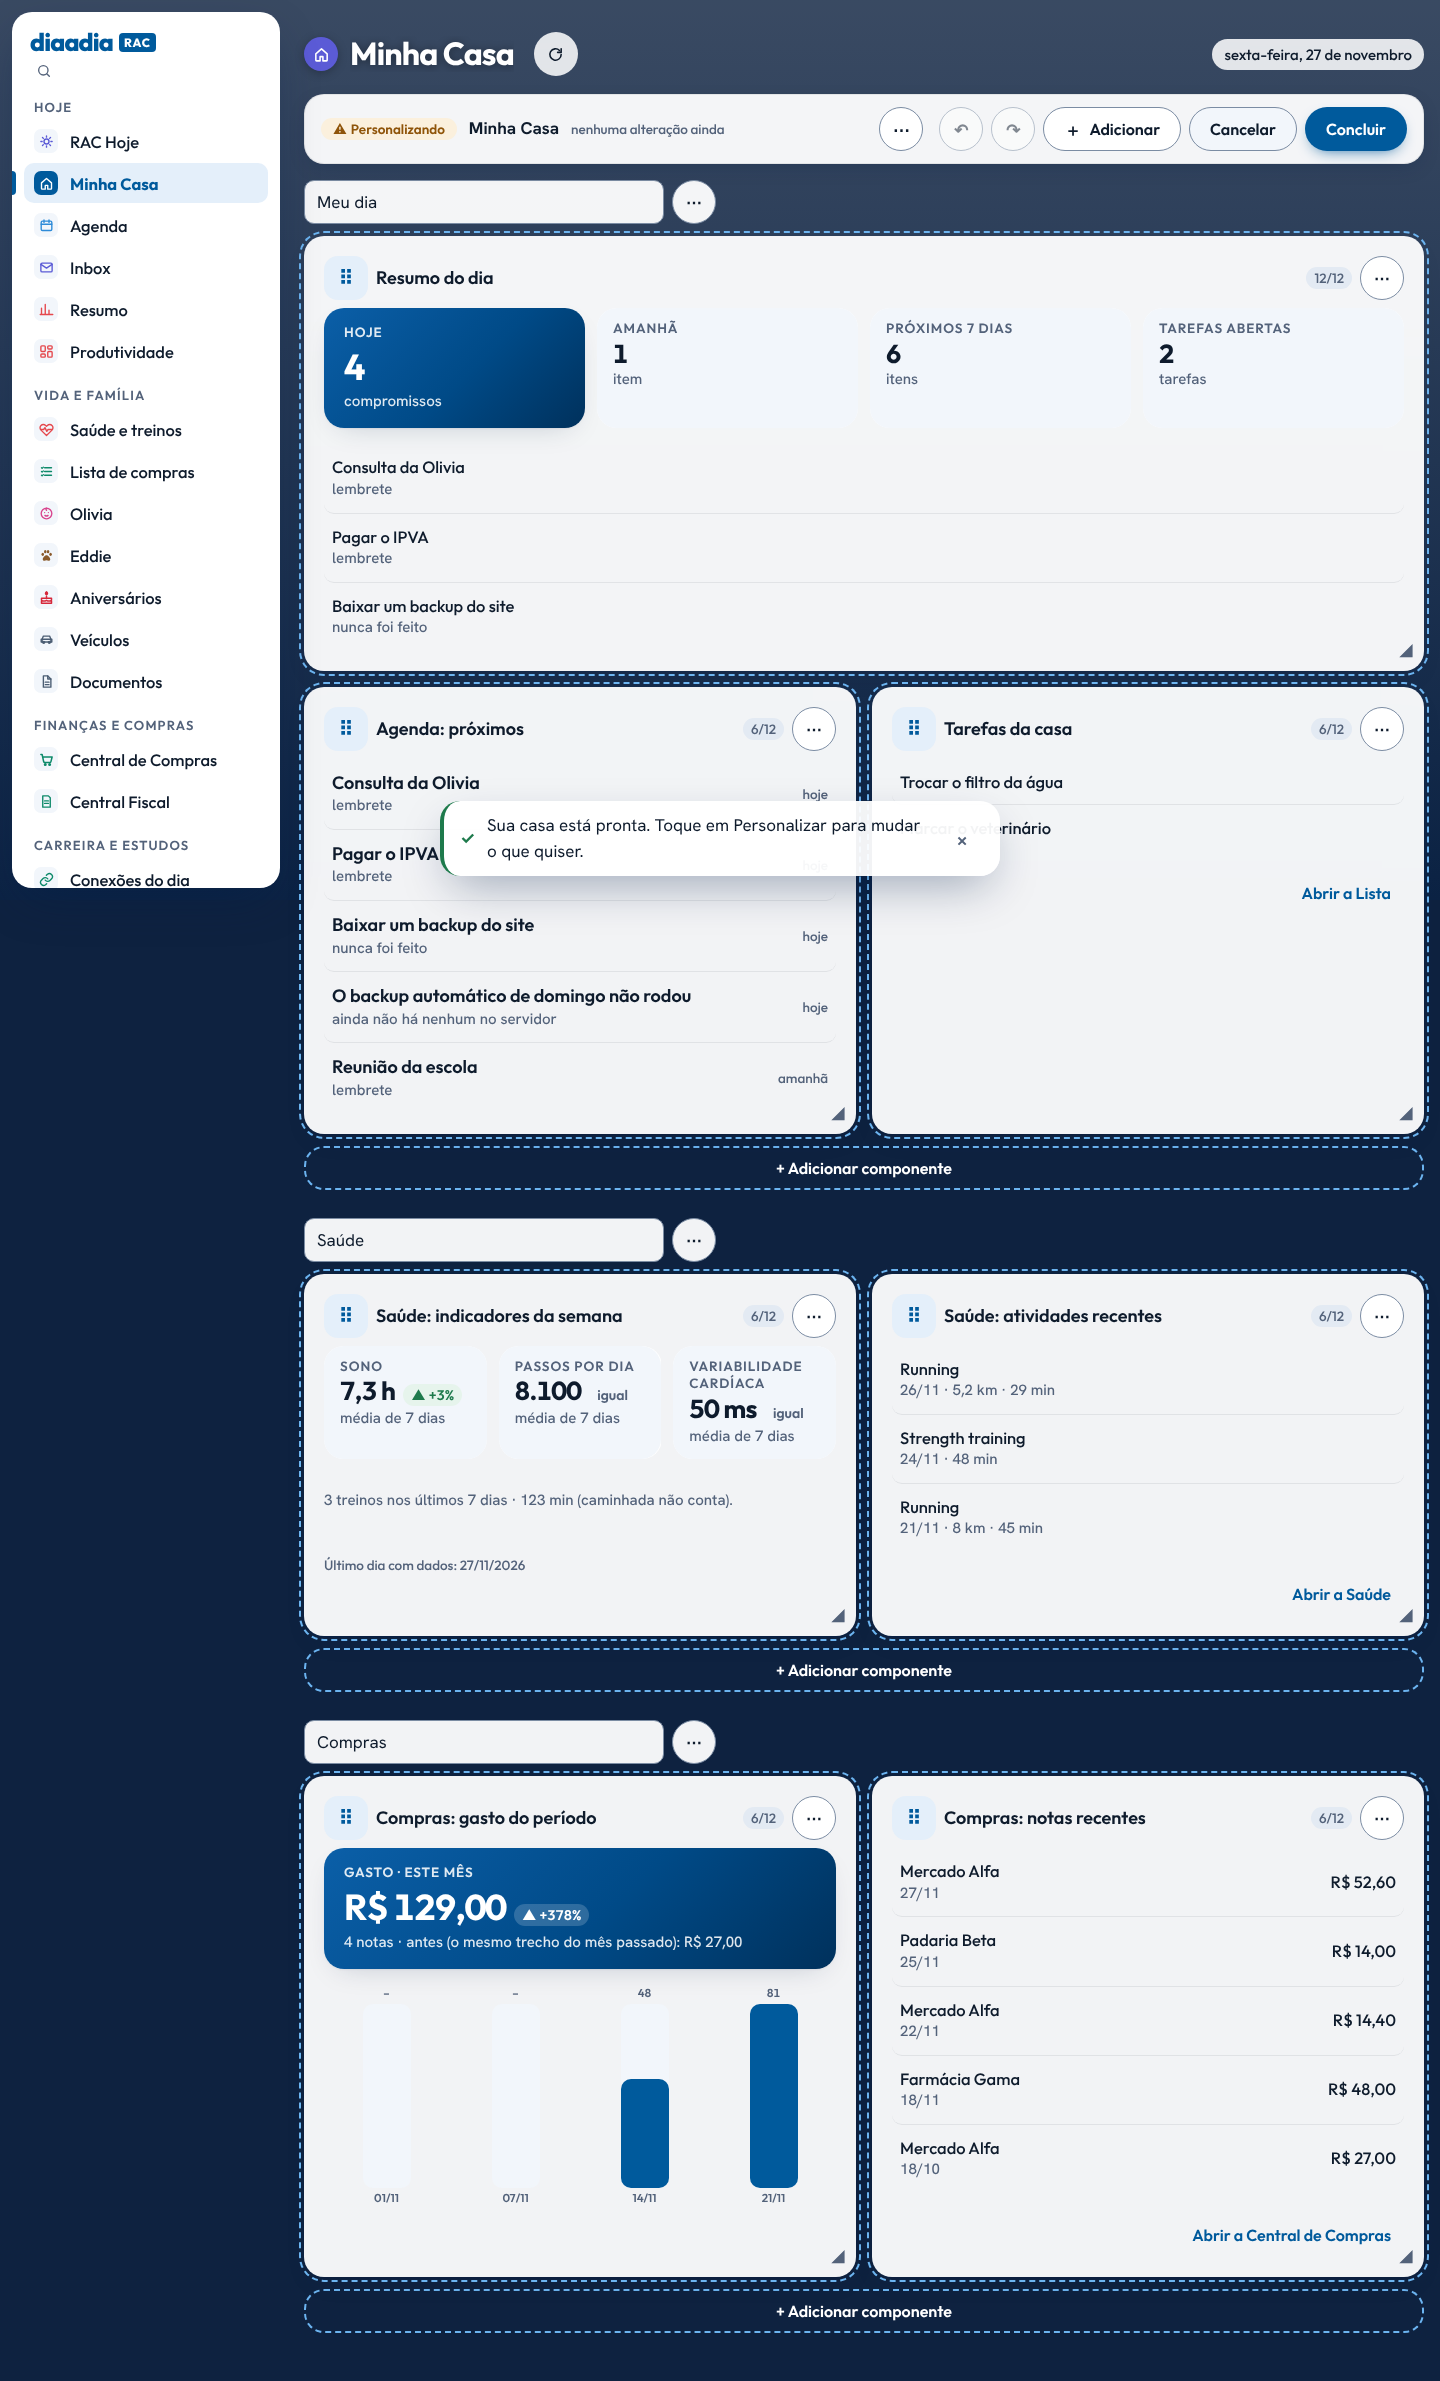 diaadia RAC
HOJE
RAC Hoje
Minha Casa
Agenda
Inbox
Resumo
Produtividade
VIDA E FAMÍLIA
Saúde e treinos
Lista de compras
Olivia
Eddie
Aniversários
Veículos
Documentos
FINANÇAS E COMPRAS
Central de Compras
Central Fiscal
CARREIRA E ESTUDOS
Conexões do dia
Minha Casa
sexta-feira, 27 de novembro
Personalizando Minha Casa nenhuma alteração ainda
+ Adicionar
Cancelar
Concluir
Meu dia
Resumo do dia
12/12
HOJE
4
compromissos
AMANHÃ
1
item
PRÓXIMOS 7 DIAS
6
itens
TAREFAS ABERTAS
2
tarefas
Consulta da Olivia
lembrete
Pagar o IPVA
lembrete
Baixar um backup do site
nunca foi feito
Agenda: próximos
6/12
Consulta da Olivia
lembrete
hoje
Pagar o IPVA
lembrete
hoje
Baixar um backup do site
nunca foi feito
hoje
O backup automático de domingo não rodou
ainda não há nenhum no servidor
hoje
Reunião da escola
lembrete
amanhã
Tarefas da casa
6/12
Trocar o filtro da água
veterinário
Abrir a Lista
Sua casa está pronta. Toque em Personalizar para mudar
o que quiser.
+ Adicionar componente
Saúde
Saúde: indicadores da semana
6/12
SONO
7,3 h ▲ +3%
média de 7 dias
PASSOS POR DIA
8.100 igual
média de 7 dias
VARIABILIDADE
CARDÍACA
50 ms igual
média de 7 dias
3 treinos nos últimos 7 dias · 123 min (caminhada não conta).
Último dia com dados: 27/11/2026
Saúde: atividades recentes
6/12
Running
26/11 · 5,2 km · 29 min
Strength training
24/11 · 48 min
Running
21/11 · 8 km · 45 min
Abrir a Saúde
+ Adicionar componente
Compras
Compras: gasto do período
6/12
GASTO · ESTE MÊS
R$ 129,00 ▲ +378%
4 notas · antes (o mesmo trecho do mês passado): R$ 27,00
– – 48 81
01/11 07/11 14/11 21/11
Compras: notas recentes
6/12
Mercado Alfa
27/11
R$ 52,60
Padaria Beta
25/11
R$ 14,00
Mercado Alfa
22/11
R$ 14,40
Farmácia Gama
18/11
R$ 48,00
Mercado Alfa
18/10
R$ 27,00
Abrir a Central de Compras
+ Adicionar componente